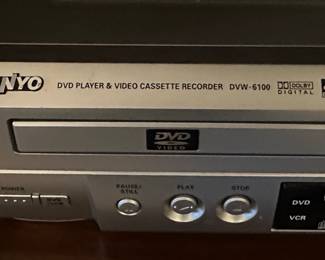 NYO DVD PLAYER & VIDEO CASSETTE RECORDER DVW-6100 DOLBY
DIGITAL
DVD
VIDEO
POWER
PAUSE/
STILL
PLAY
STOP
DVD
VCR